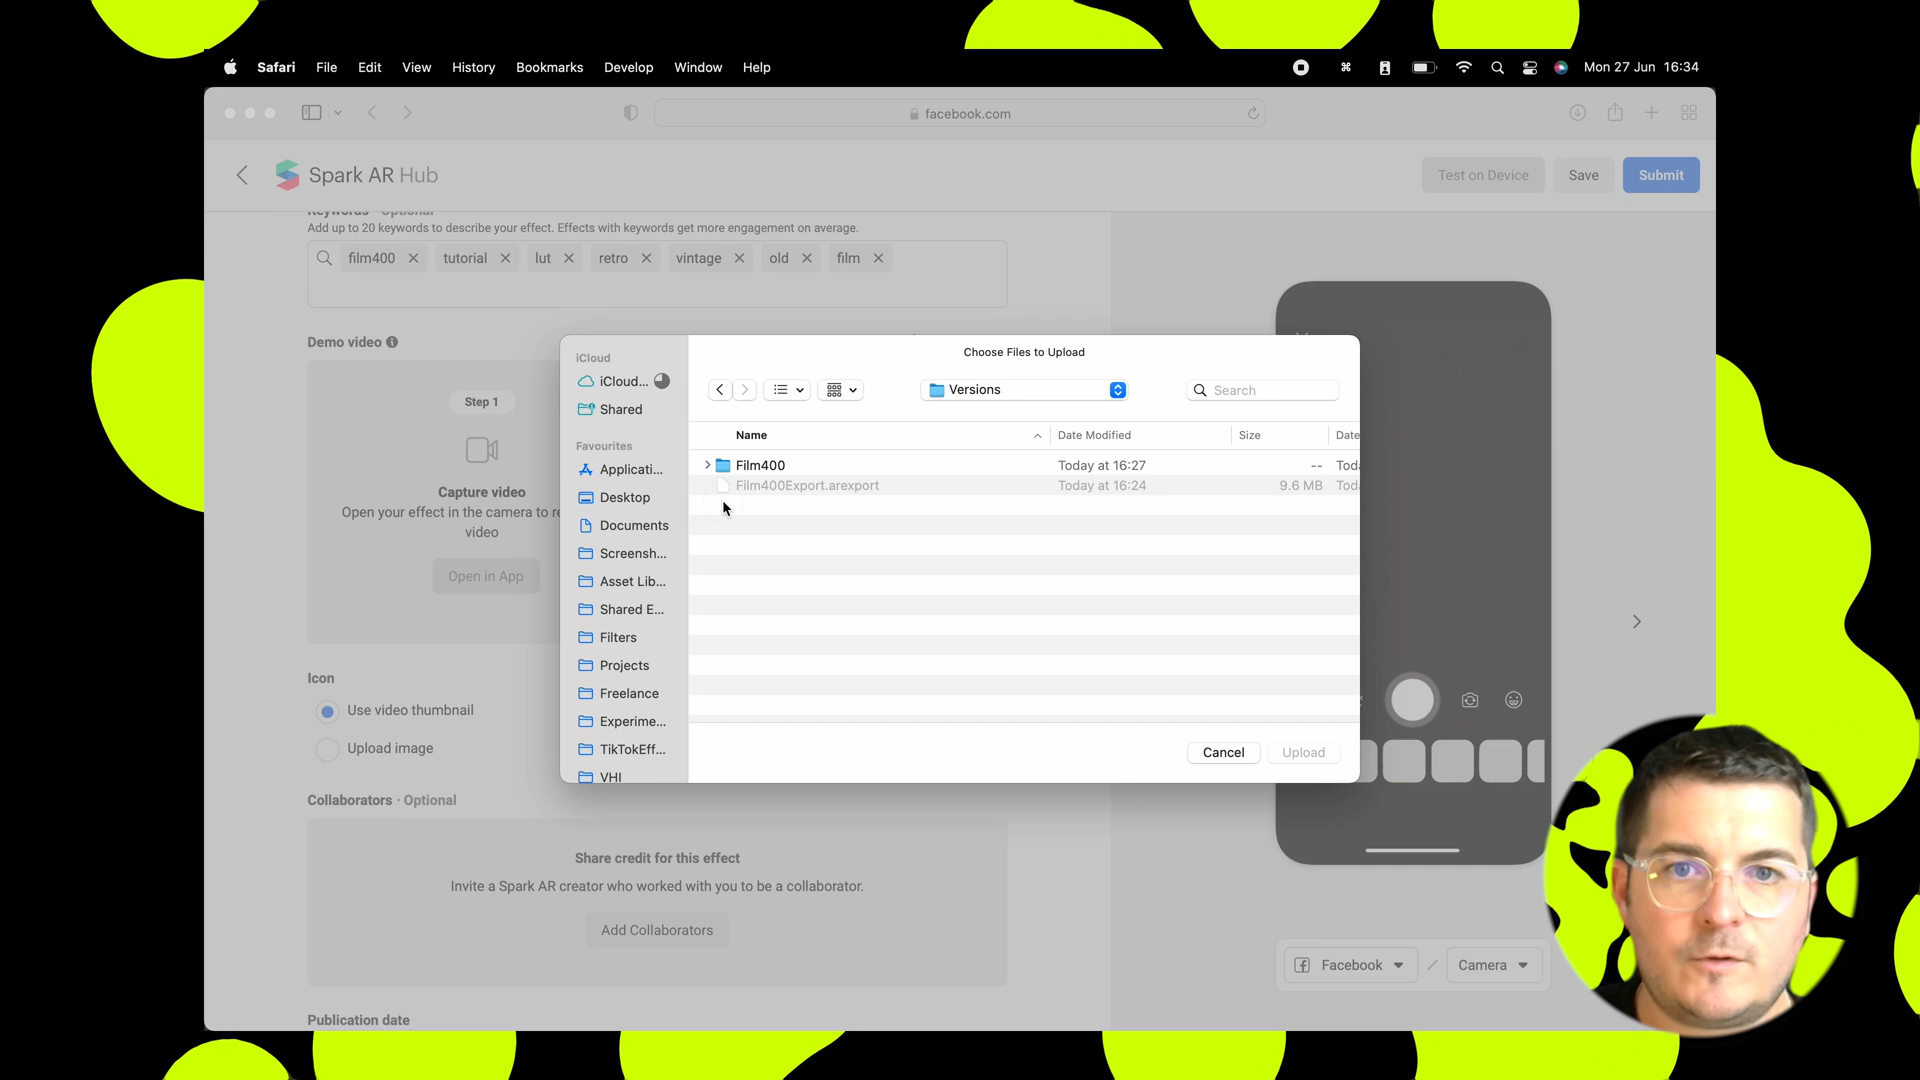 Safari File Edit View History Bookmarks Develop Window Help Mon 27 Jun 16:34
facebook.com
Spark AR Hub
Test on Device Save Submit
Keywords · Optional
Add up to 20 keywords to describe your effect. Effects with keywords get more engagement on average.
film400 tutorial lut retro vintage old film
Demo video
Step 1
Capture video
Open your effect in the camera to re
video
Open in App
Icon
Use video thumbnail
Upload image
Collaborators · Optional
Share credit for this effect
Invite a Spark AR creator who worked with you to be a collaborator.
Add Collaborators
Publication date
Choose Files to Upload
iCloud
iCloud...
Shared
Favourites
Applicati...
Desktop
Documents
Screensh...
Asset Lib...
Shared E...
Filters
Projects
Freelance
Experime...
TikTokEff...
VHI
Versions
Search
Name Date Modified Size Date
Film400 Today at 16:27 -- Toda
Film400Export.arexport Today at 16:24 9.6 MB Toda
Cancel Upload
Facebook / Camera